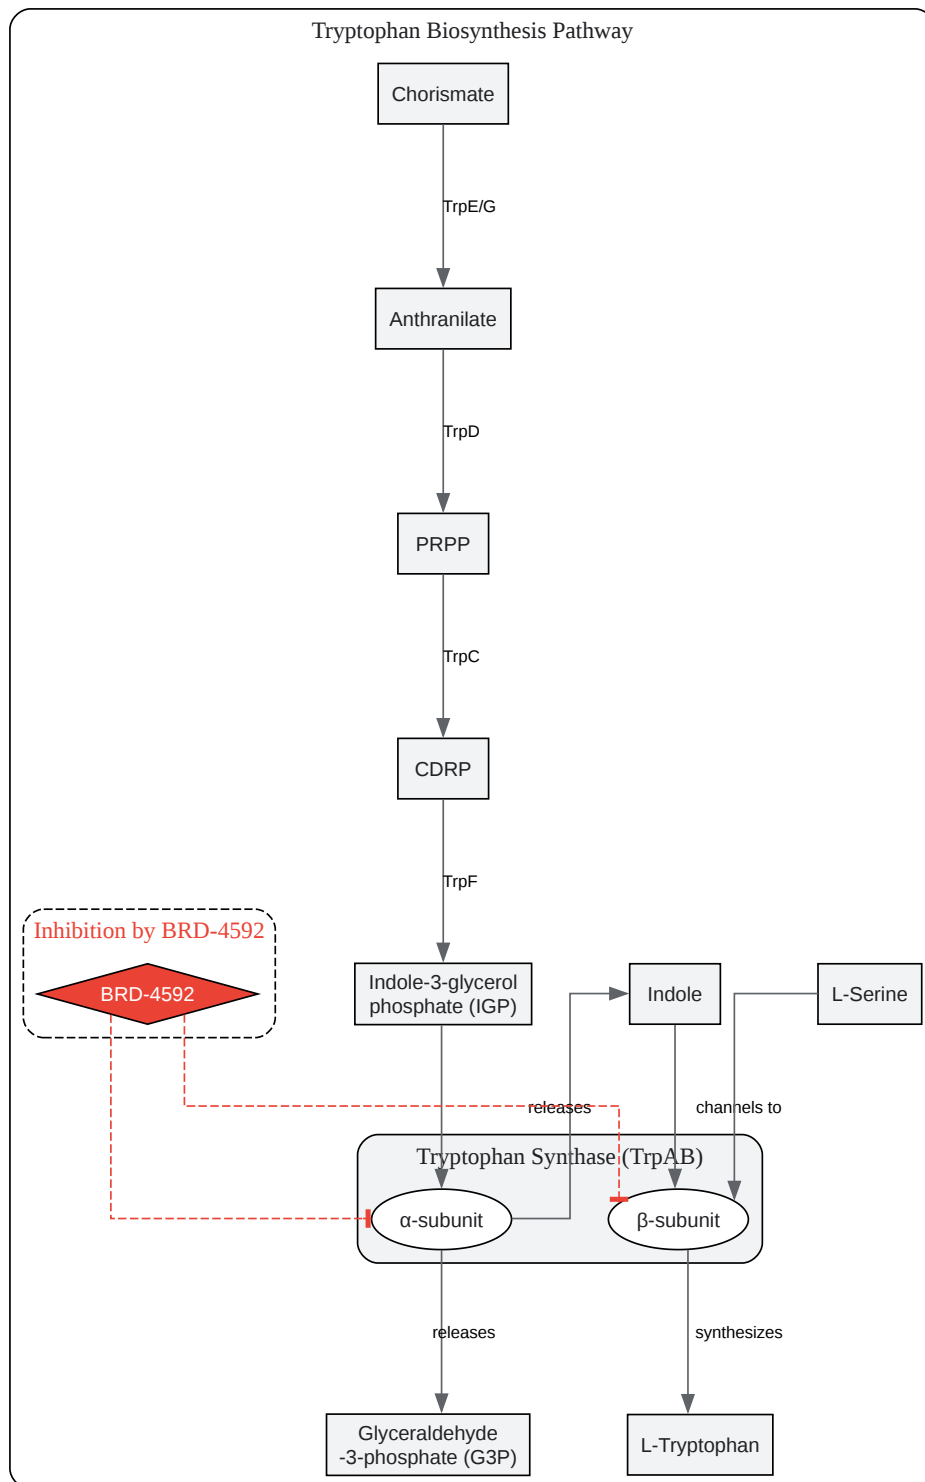 Tryptophan Biosynthesis Pathway
Chorismate
TrpE/G
Anthranilate
TrpD
PRPP
TrpC
CDRP
TrpF
Inhibition by BRD-4592
BRD-4592
Indole-3-glycerol
phosphate (IGP)
Indole
L-Serine
releases
channels to
Tryptophan Synthase (TrpAB)
α-subunit
β-subunit
releases
synthesizes
Glyceraldehyde
-3-phosphate (G3P)
L-Tryptophan